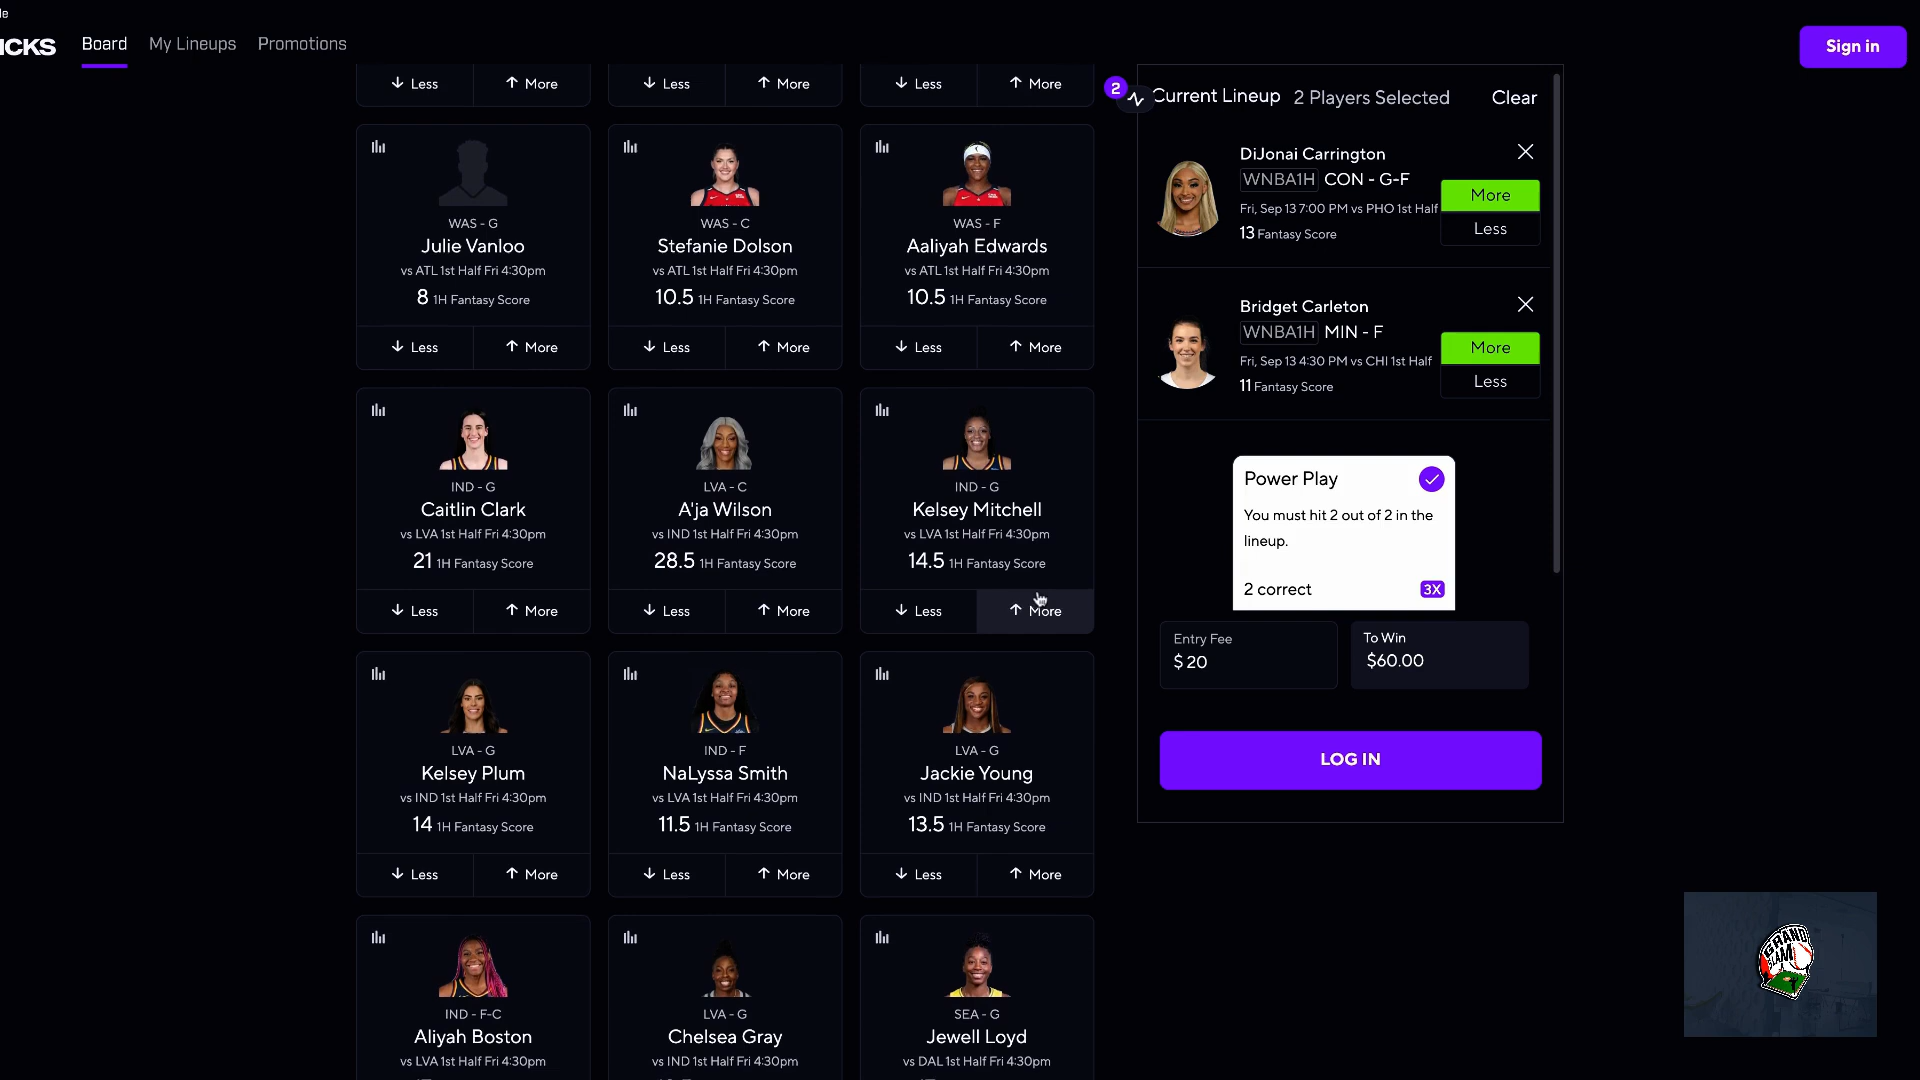 le
ICKS
Board
My Lineups
Promotions
Sign in
Less
More
Less
More
Less
More
WAS - G
Julie Vanloo
vs ATL 1st Half Fri 4:30pm
8 1H Fantasy Score
Less
More
WAS - C
Stefanie Dolson
vs ATL 1st Half Fri 4:30pm
10.5 1H Fantasy Score
Less
More
WAS - F
Aaliyah Edwards
vs ATL 1st Half Fri 4:30pm
10.5 1H Fantasy Score
Less
More
IND - G
Caitlin Clark
vs LVA 1st Half Fri 4:30pm
21 1H Fantasy Score
Less
More
LVA - C
A'ja Wilson
vs IND 1st Half Fri 4:30pm
28.5 1H Fantasy Score
Less
More
IND - G
Kelsey Mitchell
vs LVA 1st Half Fri 4:30pm
14.5 1H Fantasy Score
Less
More
LVA - G
Kelsey Plum
vs IND 1st Half Fri 4:30pm
14 1H Fantasy Score
Less
More
IND - F
NaLyssa Smith
vs LVA 1st Half Fri 4:30pm
11.5 1H Fantasy Score
Less
More
LVA - G
Jackie Young
vs IND 1st Half Fri 4:30pm
13.5 1H Fantasy Score
Less
More
IND - F-C
Aliyah Boston
vs LVA 1st Half Fri 4:30pm
LVA - G
Chelsea Gray
vs IND 1st Half Fri 4:30pm
SEA - G
Jewell Loyd
vs DAL 1st Half Fri 4:30pm
2
Current Lineup
2 Players Selected
Clear
DiJonai Carrington
WNBA1H CON - G-F
Fri, Sep 13 7:00 PM vs PHO 1st Half
13 Fantasy Score
More
Less
Bridget Carleton
WNBA1H MIN - F
Fri, Sep 13 4:30 PM vs CHI 1st Half
11 Fantasy Score
More
Less
Power Play
You must hit 2 out of 2 in the
lineup.
2 correct 3X
Entry Fee
$ 20
To Win
$60.00
LOG IN
GRAND
SLAM